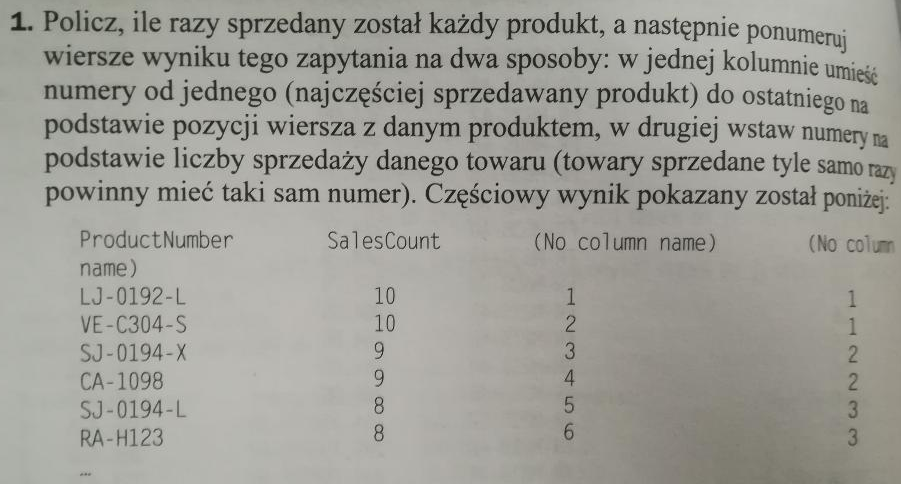 1. Policz, ile razy sprzedany został każdy produkt, a następnie ponumeruj
wiersze wyniku tego zapytania na dwa sposoby: w jednej kolumnie umieść
numery od jednego (najczęściej sprzedawany produkt) do ostatniego na
podstawie pozycji wiersza z danym produktem, w drugiej wstaw numery na
podstawie liczby sprzedaży danego towaru (towary sprzedane tyle samo razy
powinny mieć taki sam numer). Częściowy wynik pokazany został poniżej:
ProductNumber SalesCount (No column name) (No column
name)
LJ-0192-L 10 1 1
VE-C304-S 10 2 1
SJ-0194-X 9 3 2
CA-1098 9 4 2
SJ-0194-L 8 5 3
RA-H123 8 6 3
...